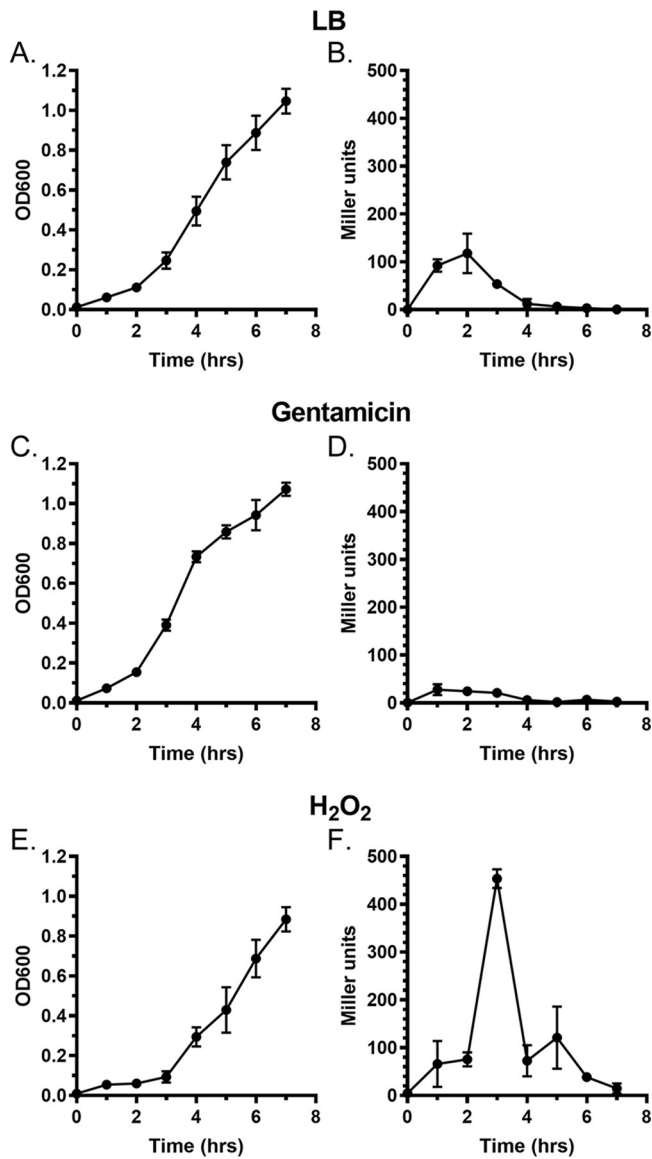 LB
A.
1.2
1.0
0.8
0.6
0.4
0.2
0.0
OD600
0 2 4 6 8
Time (hrs)
B.
500
400
300
200
100
0
Miller units
0 2 4 6 8
Time (hrs)
Gentamicin
C.
1.2
1.0
0.8
0.6
0.4
0.2
0.0
OD600
0 2 4 6 8
Time (hrs)
D.
500
400
300
200
100
0
Miller units
0 2 4 6 8
Time (hrs)
H₂O₂
E.
1.2
1.0
0.8
0.6
0.4
0.2
0.0
OD600
0 2 4 6 8
Time (hrs)
F.
500
400
300
200
100
0
Miller units
0 2 4 6 8
Time (hrs)